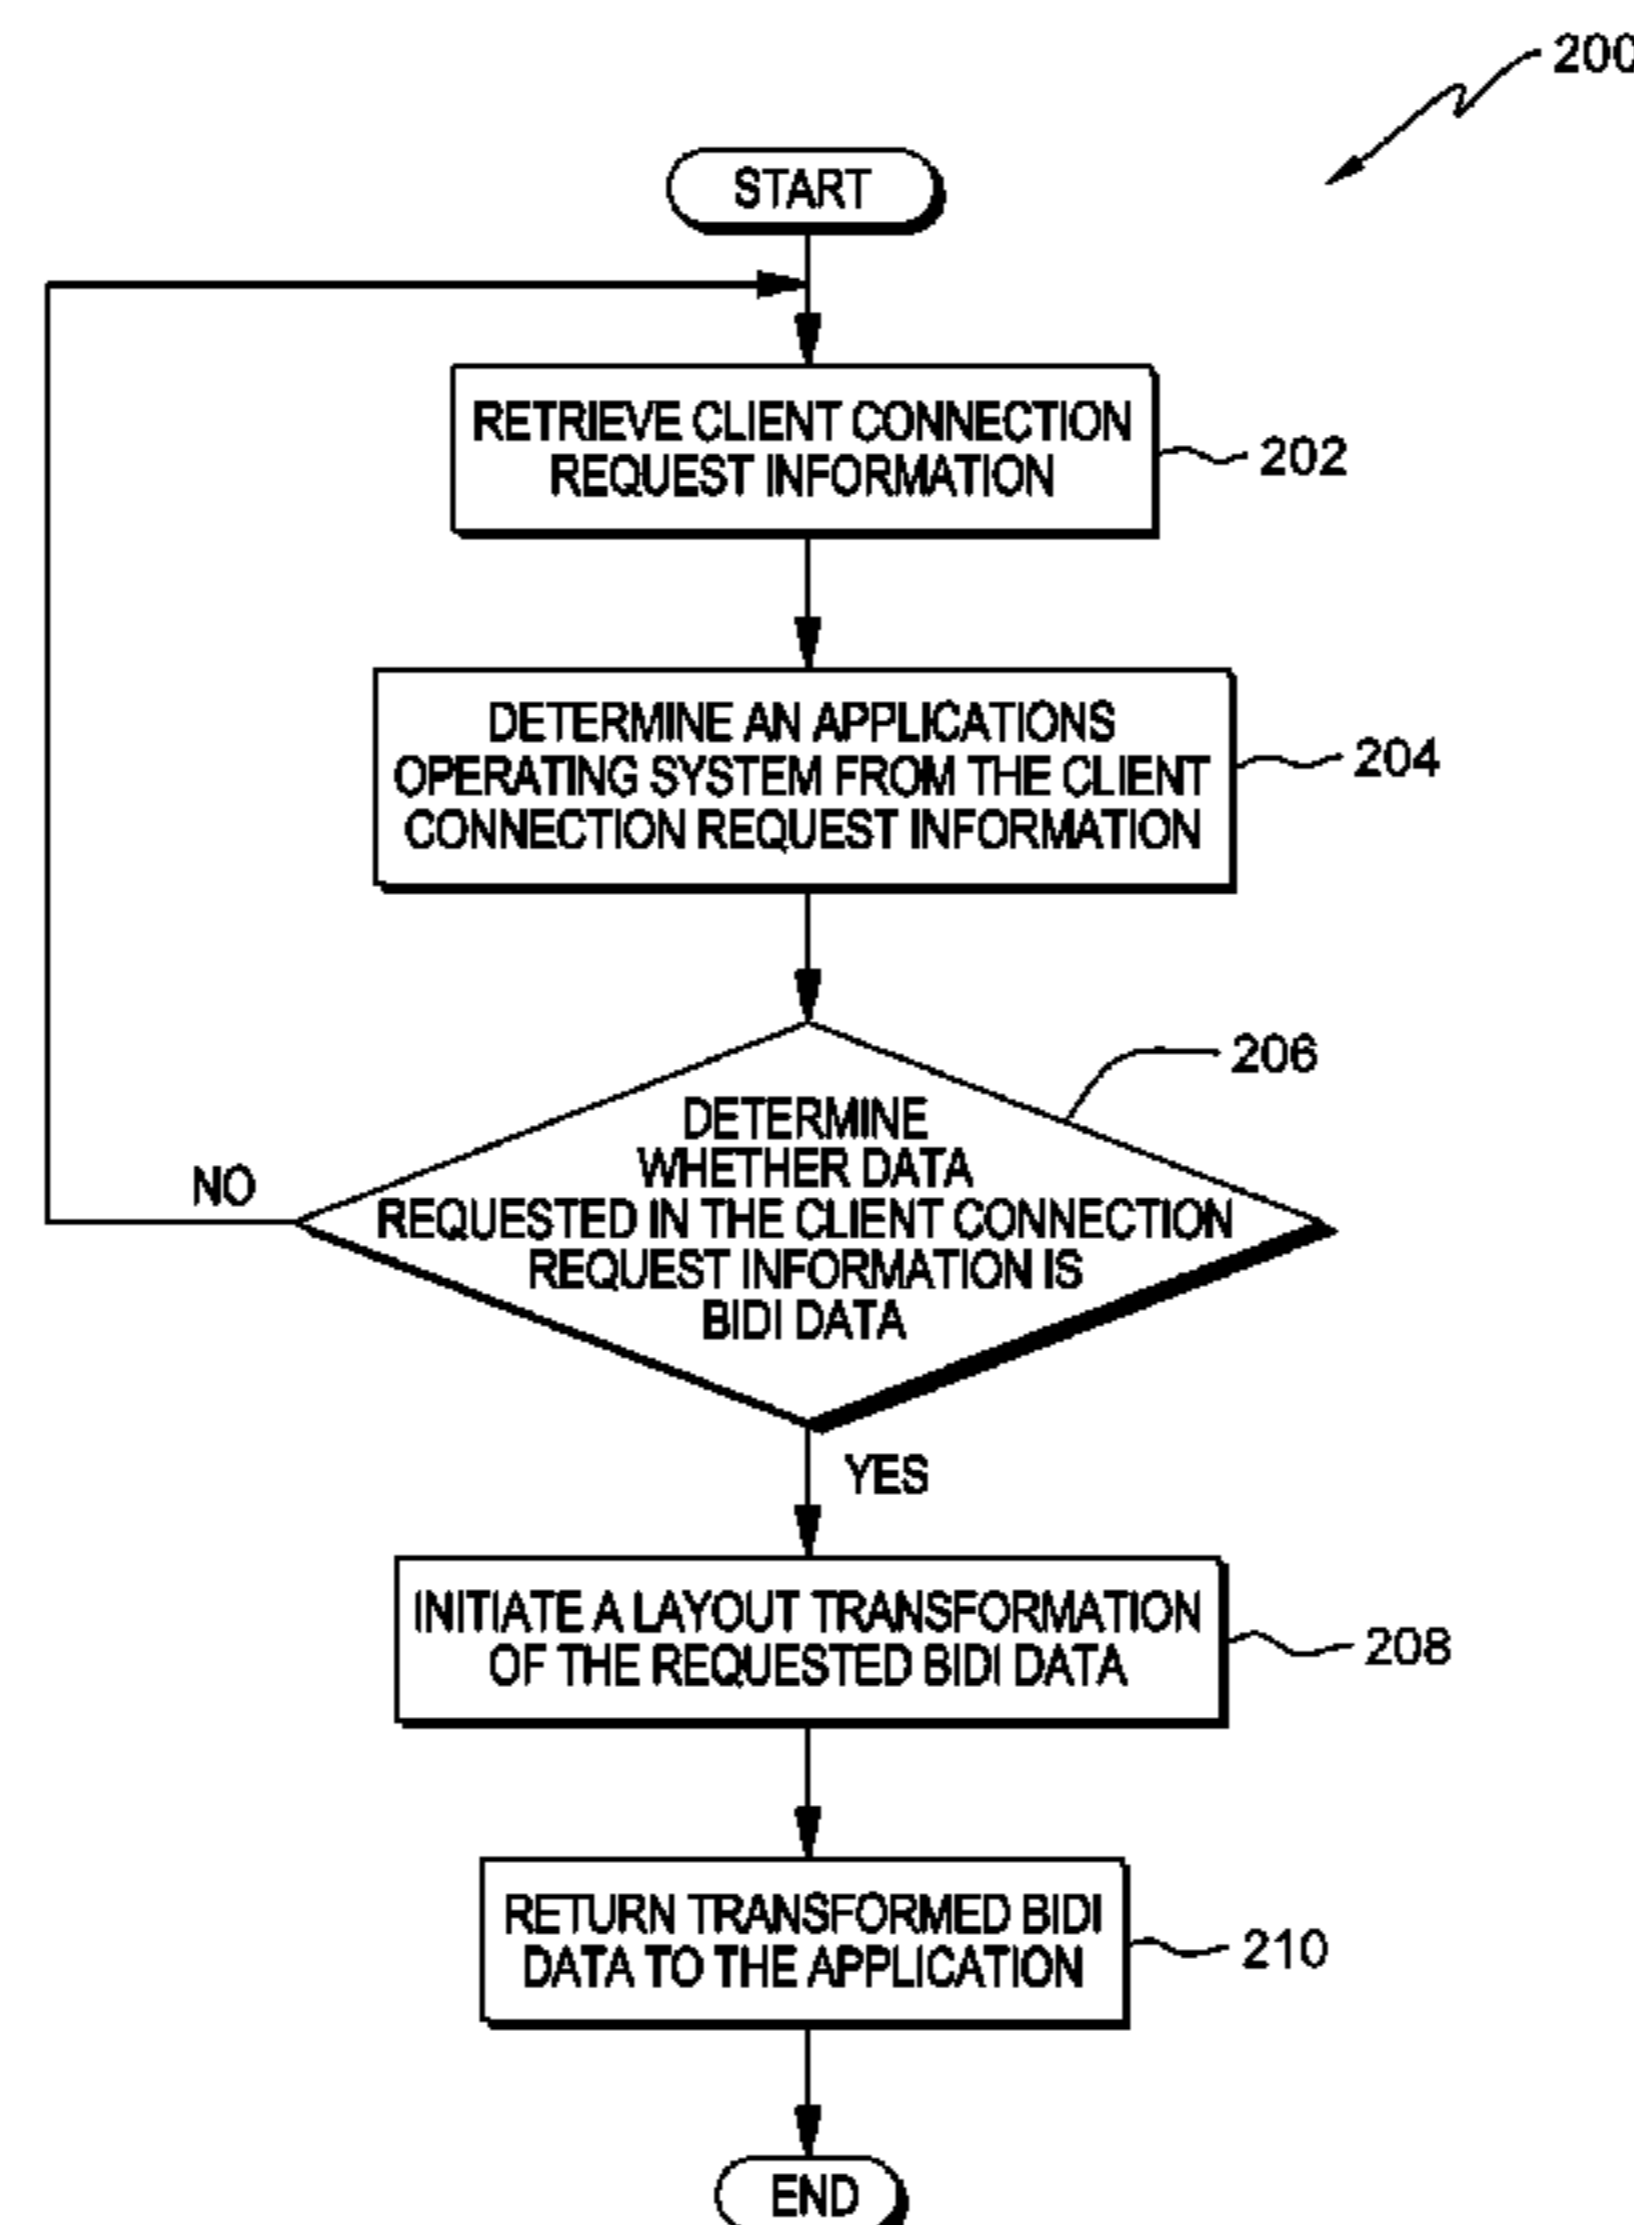 200
START
RETRIEVE CLIENT CONNECTION
REQUEST INFORMATION
202
DETERMINE AN APPLICATIONS
OPERATING SYSTEM FROM THE CLIENT
CONNECTION REQUEST INFORMATION
204
206
DETERMINE
WHETHER DATA
REQUESTED IN THE CLIENT CONNECTION
REQUEST INFORMATION IS
BIDI DATA
NO
YES
INITIATE A LAYOUT TRANSFORMATION
OF THE REQUESTED BIDI DATA
208
RETURN TRANSFORMED BIDI
DATA TO THE APPLICATION
210
END